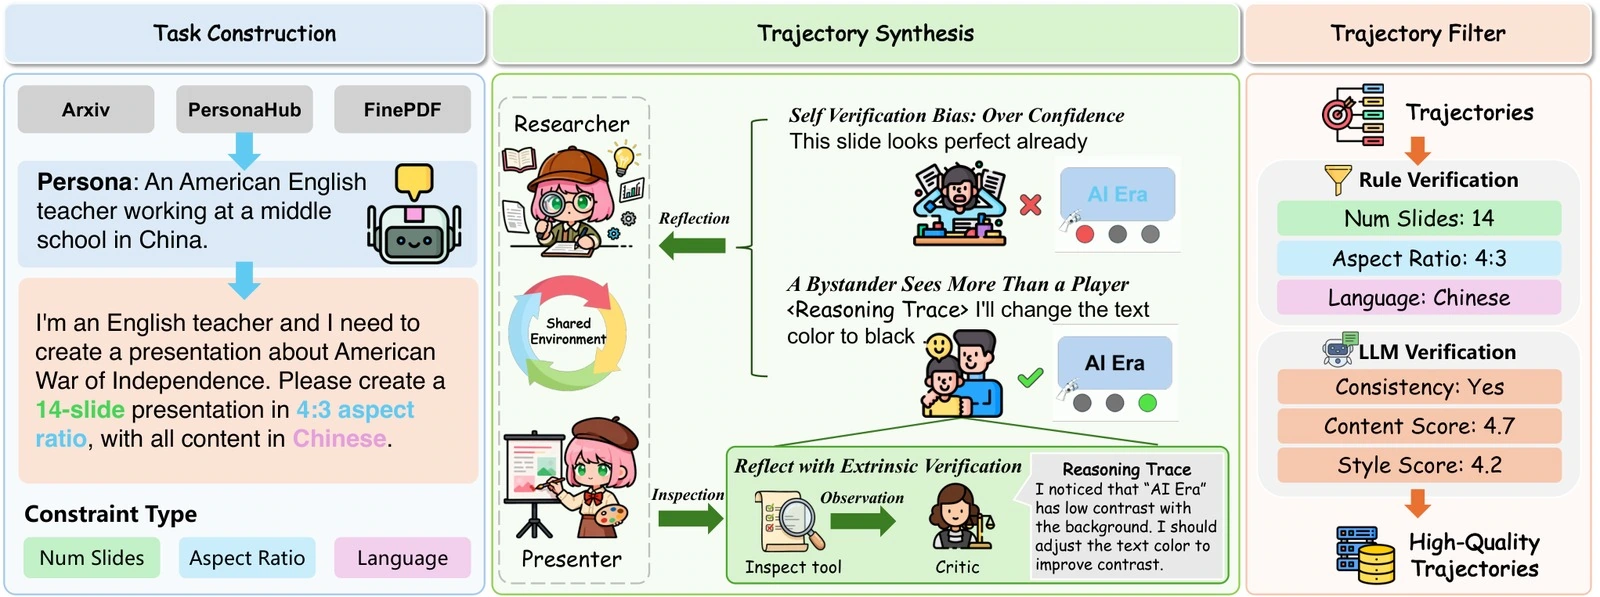 Task Construction
Arxiv
PersonaHub
FinePDF
Persona: An American English
teacher working at a middle
school in China.
I'm an English teacher and I need to
create a presentation about American
War of Independence. Please create a
14-slide presentation in 4:3 aspect
ratio, with all content in Chinese.
Constraint Type
Num Slides
Aspect Ratio
Language
Trajectory Synthesis
Researcher
Shared
Environment
Presenter
Reflection
Inspection
Self Verification Bias: Over Confidence
This slide looks perfect already
AI Era
A Bystander Sees More Than a Player
<Reasoning Trace> I'll change the text
color to black
AI Era
Reflect with Extrinsic Verification
Inspect tool
Observation
Critic
Reasoning Trace
I noticed that “AI Era”
has low contrast with
the background. I should
adjust the text color to
improve contrast.
Trajectory Filter
Trajectories
Rule Verification
Num Slides: 14
Aspect Ratio: 4:3
Language: Chinese
LLM Verification
Consistency: Yes
Content Score: 4.7
Style Score: 4.2
High-Quality
Trajectories